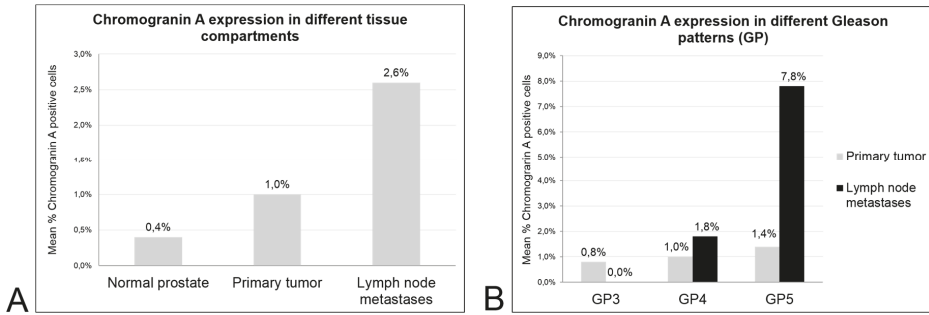 Chromogranin A expression in different tissue
compartments
Mean % Chromogranin A positive cells
3,0%
2,5%
2,0%
1,6%
1,0%
0,5%
0,0%
0,4%
1,0%
2,6%
Normal prostate
Primary tumor
Lymph node
metastases
A
Chromogranin A expression in different Gleason
patterns (GP)
Mean % Chromogranin A positive cells
9,0%
8,0%
7,0%
6,0%
5,0%
4,0%
3,0%
2,0%
1,0%
0,0%
0,8%
0,0%
1,0%
1,8%
1,4%
7,8%
GP3
GP4
GP5
Primary tumor
Lymph node
metastases
B